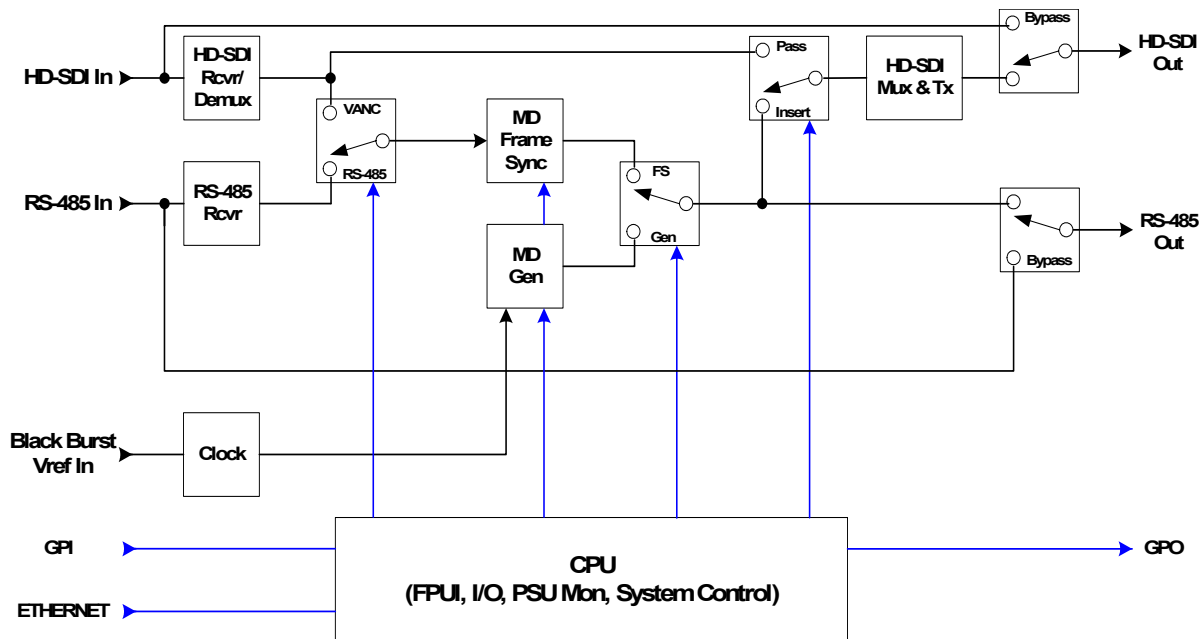 Bypass
HD-SDI In
HD-SDI
Rcvr/
Demux
Pass
HD-SDI
Mux & Tx
HD-SDI
Out
VANC
RS-485
MD
Frame
Sync
Insert
RS-485 In
RS-485
Rcvr
FS
Gen
MD
Gen
RS-485
Out
Bypass
Black Burst
Vref In
Clock
GPI
CPU
(FPUI, I/O, PSU Mon, System Control)
GPO
ETHERNET